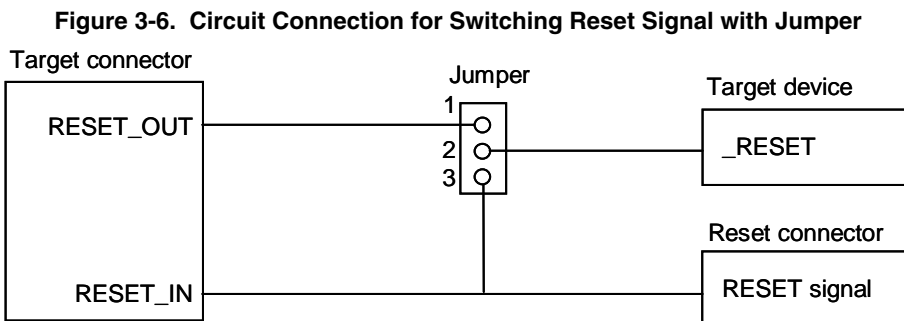 Figure 3-6. Circuit Connection for Switching Reset Signal with Jumper
Target connector
Jumper
Target device
RESET_OUT
1
2
3
_RESET
Reset connector
RESET_IN
RESET signal